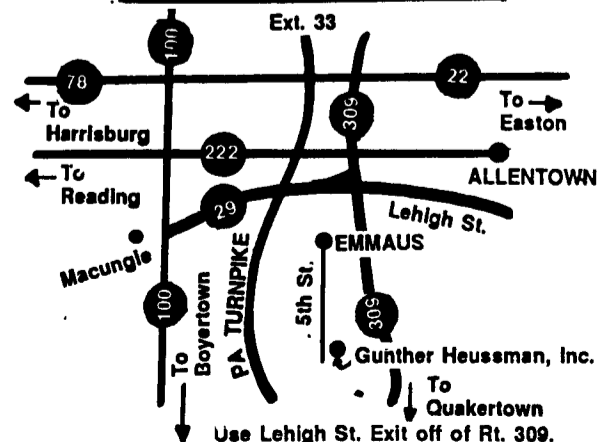 Ext. 33
100
78
22
To
Harrisburg
309
To
Easton
222
To
Reading
ALLENTOWN
29
Lehigh St.
Macungie
EMMAUS
PA TURNPIKE
5th St.
100
To
Boyertown
309
Gunther Heussman, Inc.
To
Quakertown
Use Lehigh St. Exit off of Rt. 309.